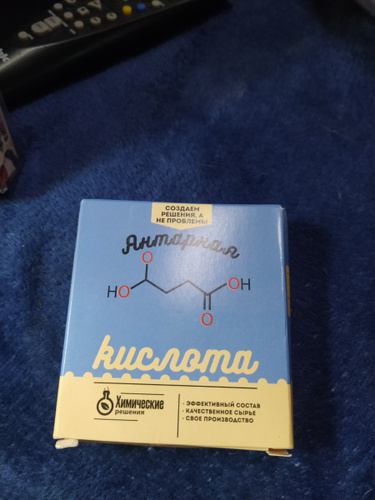 СОЗДАЕМ
РЕШЕНИЯ, А
НЕ ПРОБЛЕМЫ
Янтарная
O
HO
OH
O
кислота
Химические
решения
• ЭФФЕКТИВНЫЙ СОСТАВ
• КАЧЕСТВЕННОЕ СЫРЬЕ
• СВОЕ ПРОИЗВОДСТВО